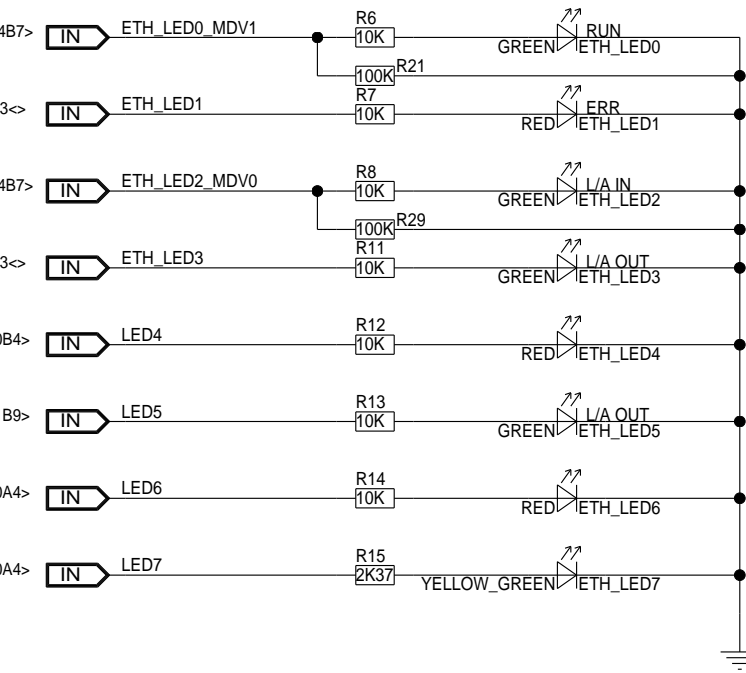 4B7> IN ETH_LED0_MDV1 R6 10K GREEN RUN ETH_LED0
100K R21
3<> IN ETH_LED1 R7 10K RED ERR ETH_LED1
4B7> IN ETH_LED2_MDV0 R8 10K GREEN L/A IN ETH_LED2
100K R29
3<> IN ETH_LED3 R11 10K GREEN L/A OUT ETH_LED3
0B4> IN LED4 R12 10K RED ETH_LED4
B9> IN LED5 R13 10K GREEN L/A OUT ETH_LED5
0A4> IN LED6 R14 10K RED ETH_LED6
0A4> IN LED7 R15 2K37 YELLOW_GREEN ETH_LED7